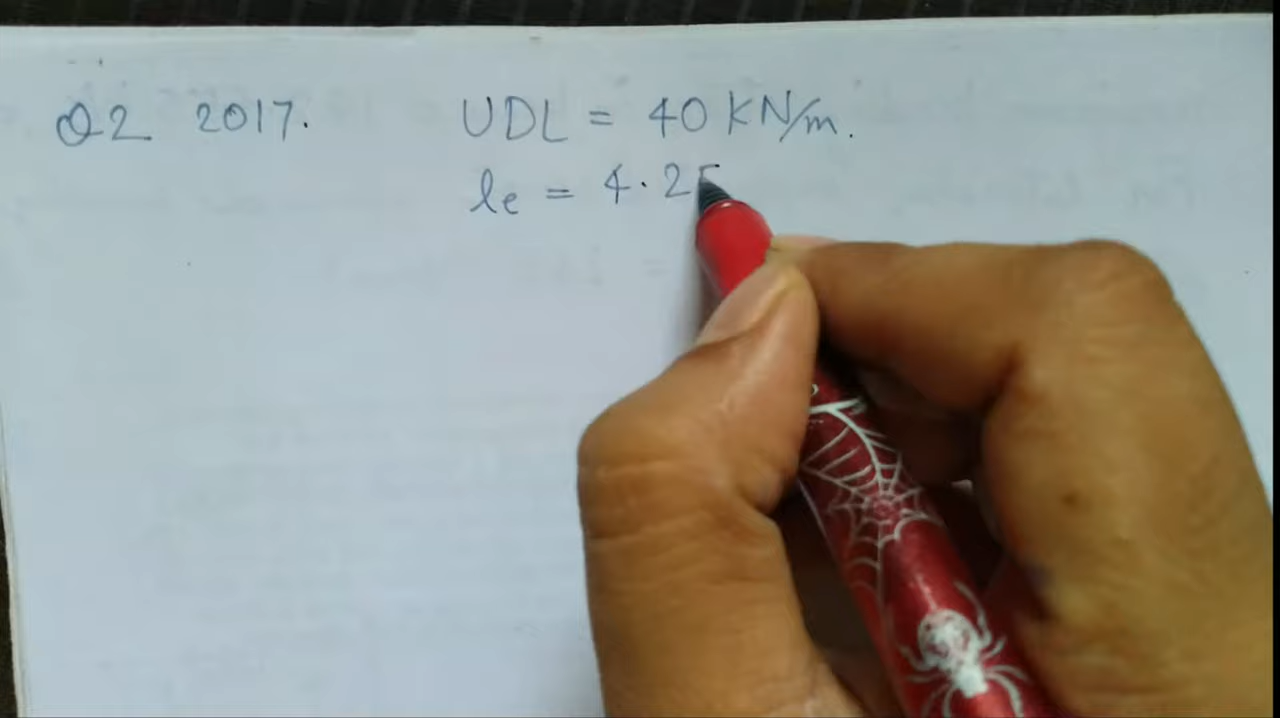 Q2 2017. UDL = 40 KN/m.
le = 4.25